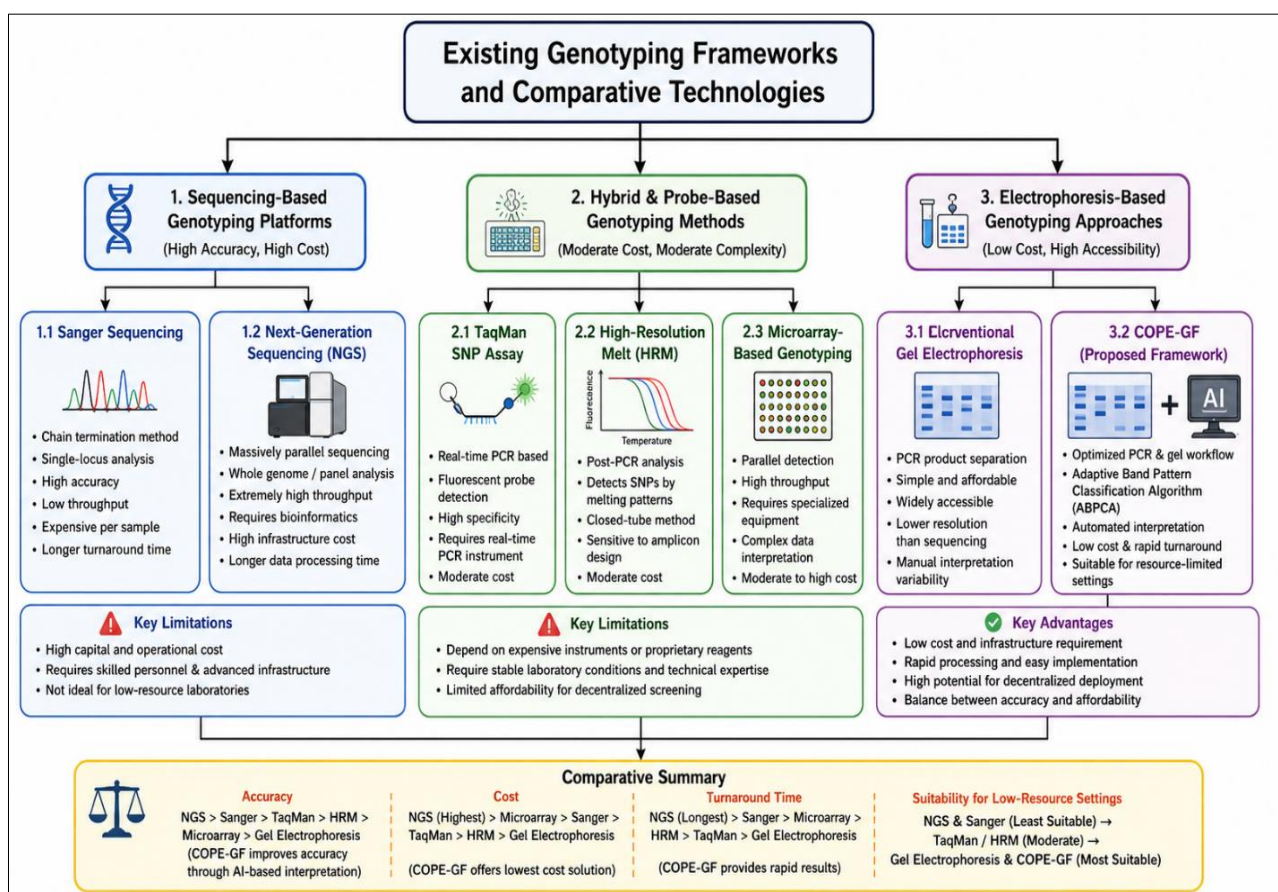 Existing Genotyping Frameworks
and Comparative Technologies
1. Sequencing-Based
Genotyping Platforms
(High Accuracy, High Cost)
2. Hybrid & Probe-Based
Genotyping Methods
(Moderate Cost, Moderate Complexity)
3. Electrophoresis-Based
Genotyping Approaches
(Low Cost, High Accessibility)
1.1 Sanger Sequencing
• Chain termination method
• Single-locus analysis
• High accuracy
• Low throughput
• Expensive per sample
• Longer turnaround time
1.2 Next-Generation
Sequencing (NGS)
• Massively parallel sequencing
• Whole genome / panel analysis
• Extremely high throughput
• Requires bioinformatics
• High infrastructure cost
• Longer data processing time
2.1 TaqMan
SNP Assay
• Real-time PCR based
• Fluorescent probe
detection
• High specificity
• Requires real-time
PCR instrument
• Moderate cost
2.2 High-Resolution
Melt (HRM)
Temperature
• Post-PCR analysis
• Detects SNPs by
melting patterns
• Closed-tube method
• Sensitive to amplicon
design
• Moderate cost
2.3 Microarray-
Based Genotyping
• Parallel detection
• High throughput
• Requires specialized
equipment
• Complex data
interpretation
• Moderate to high cost
3.1 Elcrventional
Gel Electrophoresis
• PCR product separation
• Simple and affordable
• Widely accessible
• Lower resolution
than sequencing
• Manual interpretation
variability
3.2 COPE-GF
(Proposed Framework)
+
AI
• Optimized PCR & gel workflow
• Adaptive Band Pattern
Classification Algorithm
(ABPCA)
• Automated interpretation
• Low cost & rapid turnaround
• Suitable for resource-limited
settings
Key Limitations
• High capital and operational cost
• Requires skilled personnel & advanced infrastructure
• Not ideal for low-resource laboratories
Key Limitations
• Depend on expensive instruments or proprietary reagents
• Require stable laboratory conditions and technical expertise
• Limited affordability for decentralized screening
Key Advantages
• Low cost and infrastructure requirement
• Rapid processing and easy implementation
• High potential for decentralized deployment
• Balance between accuracy and affordability
Comparative Summary
Accuracy
NGS > Sanger > TaqMan > HRM >
Microarray > Gel Electrophoresis
(COPE-GF improves accuracy
through AI-based interpretation)
Cost
NGS (Highest) > Microarray > Sanger >
TaqMan > HRM > Gel Electrophoresis
(COPE-GF offers lowest cost solution)
Turnaround Time
NGS (Longest) > Sanger > Microarray >
HRM > TaqMan > Gel Electrophoresis
(COPE-GF provides rapid results)
Suitability for Low-Resource Settings
NGS & Sanger (Least Suitable) →
TaqMan / HRM (Moderate) →
Gel Electrophoresis & COPE-GF (Most Suitable)